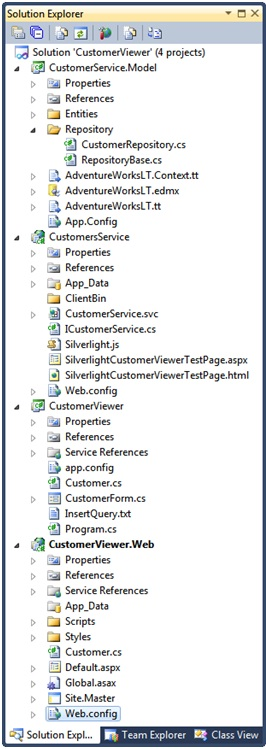 Solution Explorer
Solution 'CustomerViewer' (4 projects)
CustomerService.Model
Properties
References
Entities
Repository
CustomerRepository.cs
RepositoryBase.cs
AdventureWorksLT.Context.tt
AdventureWorksLT.edmx
AdventureWorksLT.tt
App.Config
CustomersService
Properties
References
App_Data
ClientBin
CustomerService.svc
ICustomerService.cs
Silverlight.js
SilverlightCustomerViewerTestPage.aspx
SilverlightCustomerViewerTestPage.html
Web.config
CustomerViewer
Properties
References
Service References
app.config
Customer.cs
CustomerForm.cs
InsertQuery.txt
Program.cs
CustomerViewer.Web
Properties
References
Service References
App_Data
Scripts
Styles
Customer.cs
Default.aspx
Global.asax
Site.Master
Web.config
Solution Expl... Team Explorer Class View